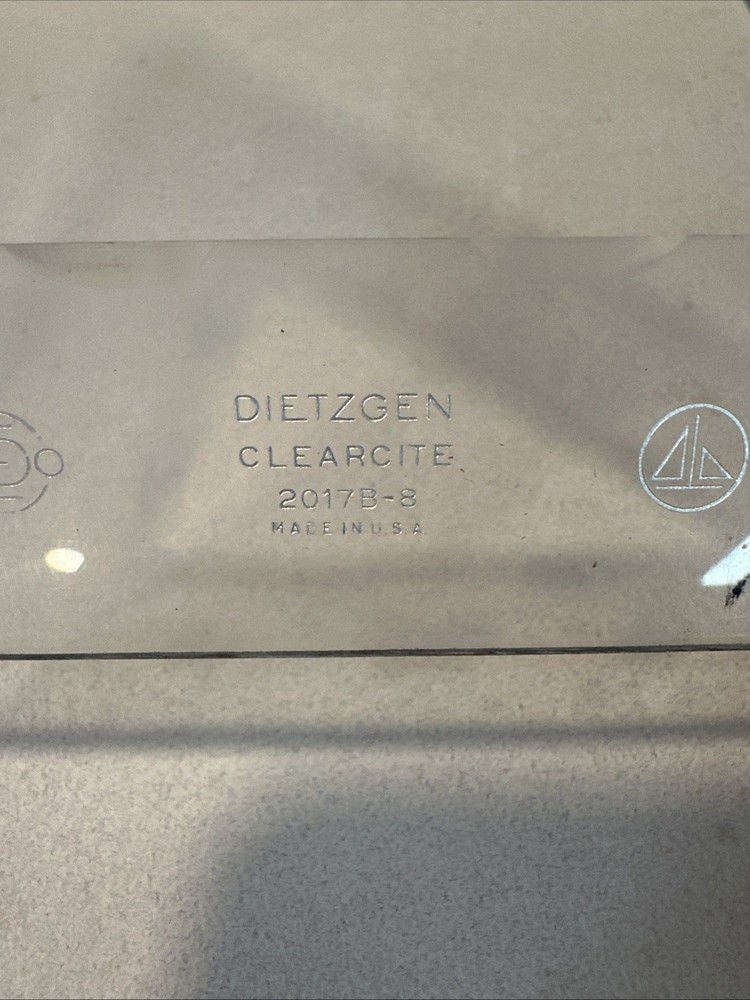 DIETZGEN
CLEARCITE
2017B-8
MADE IN U.S.A.